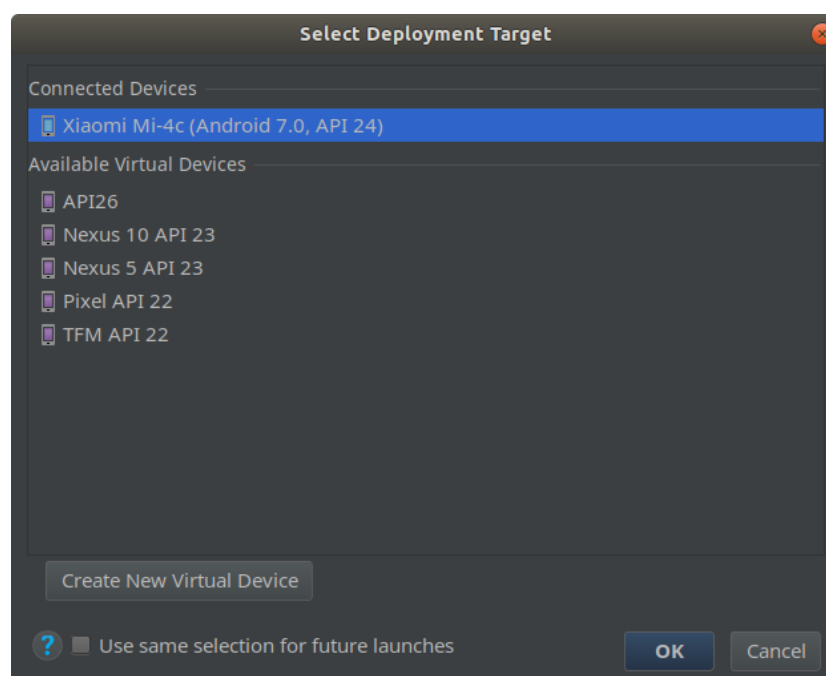 Select Deployment Target
Connected Devices
Xiaomi Mi-4c (Android 7.0, API 24)
Available Virtual Devices
API26
Nexus 10 API 23
Nexus 5 API 23
Pixel API 22
TFM API 22
Create New Virtual Device
? Use same selection for future launches
OK Cancel